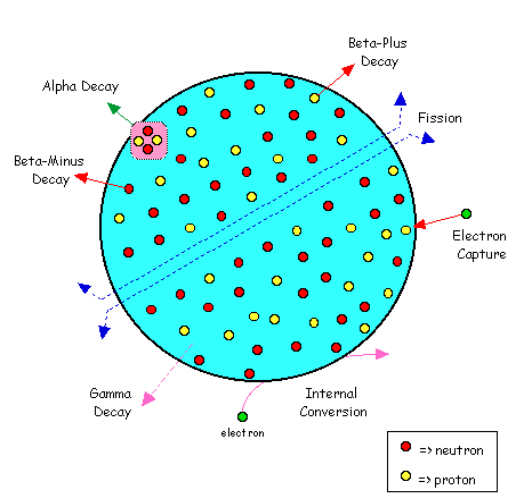 Beta-Plus
Decay
Alpha Decay
Fission
Beta-Minus
Decay
Electron
Capture
Gamma
Decay
Internal
Conversion
electron
=> neutron
=> proton